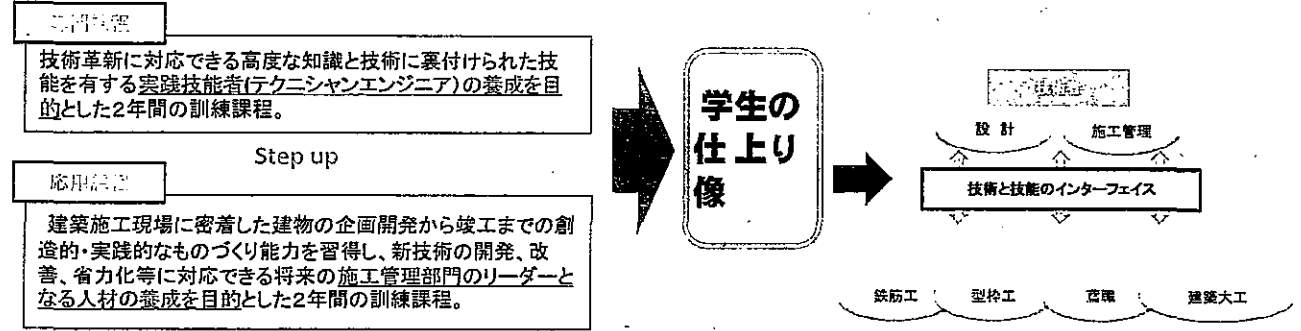 技術革新に対応できる高度な知識と技術に裏付けられた技
能を有する実践技能者(テクニシャンエンジニア)の養成を目
的とした2年間の訓練課程。
Step up
応用課程
建築施工現場に密着した建物の企画開発から竣工までの創
造的・実践的なものづくり能力を習得し、新技術の開発、改
善、省力化等に対応できる将来の施工管理部門のリーダーと
なる人材の養成を目的とした2年間の訓練課程。
学生の
仕上り
像
設 計
施工管理
技術と技能のインターフェイス
鉄筋工
型枠工
鳶職
建築大工